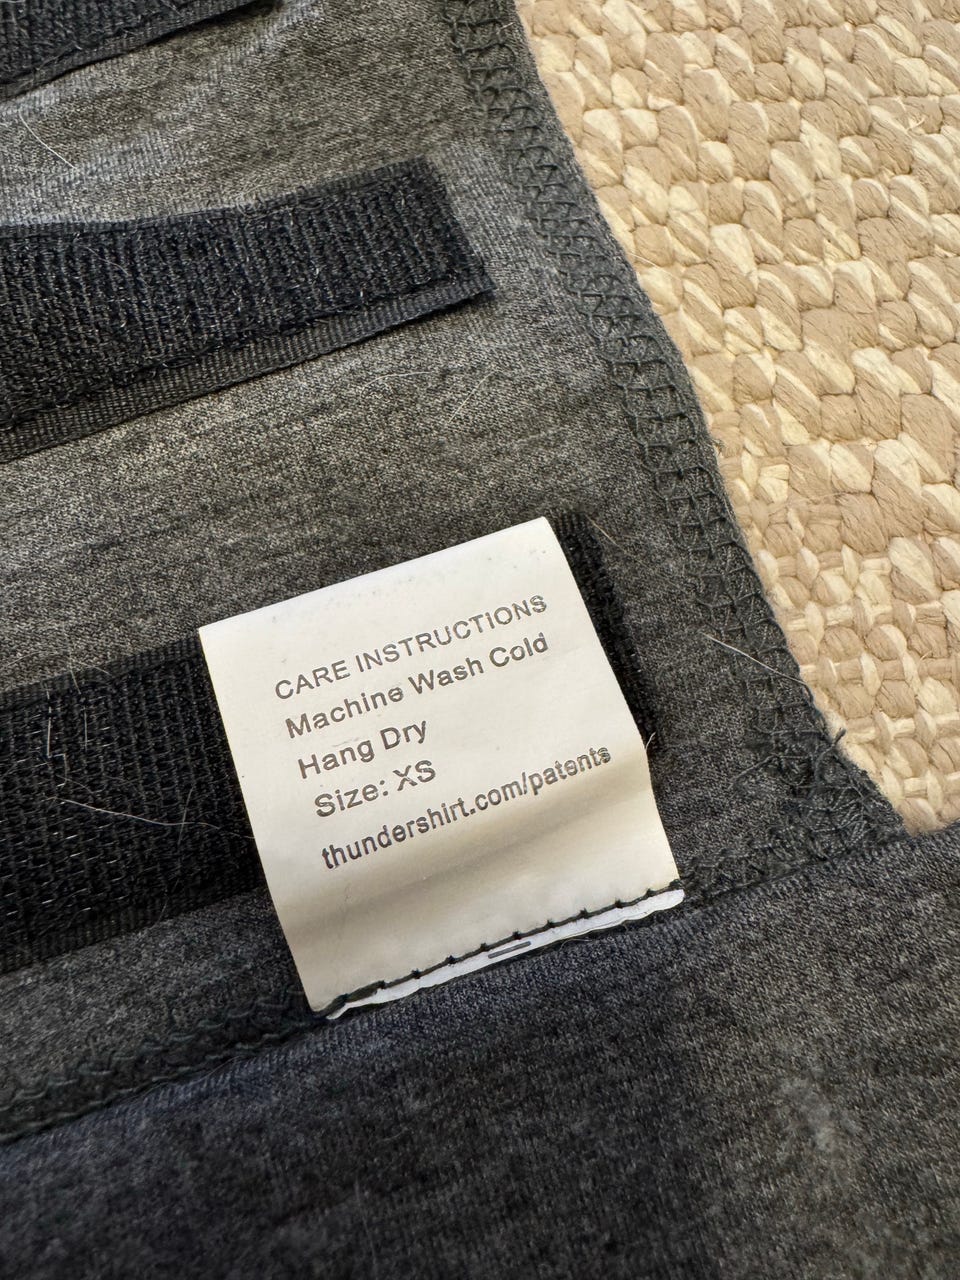 CARE INSTRUCTIONS
Machine Wash Cold
Hang Dry
Size: XS
thundershirt.com/patents